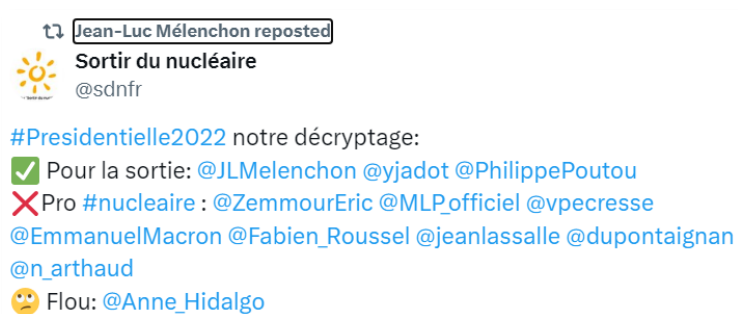 Jean-Luc Mélenchon reposted
Sortir du nucléaire
@sdnfr
#Presidentielle2022 notre décryptage:
✅ Pour la sortie: @JLMelenchon @yjadot @PhilippePoutou
❌Pro #nucleaire : @ZemmourEric @MLP_officiel @vpecresse
@EmmanuelMacron @Fabien_Roussel @jeanlassalle @dupontaignan
@n_arthaud
🙄 Flou: @Anne_Hidalgo